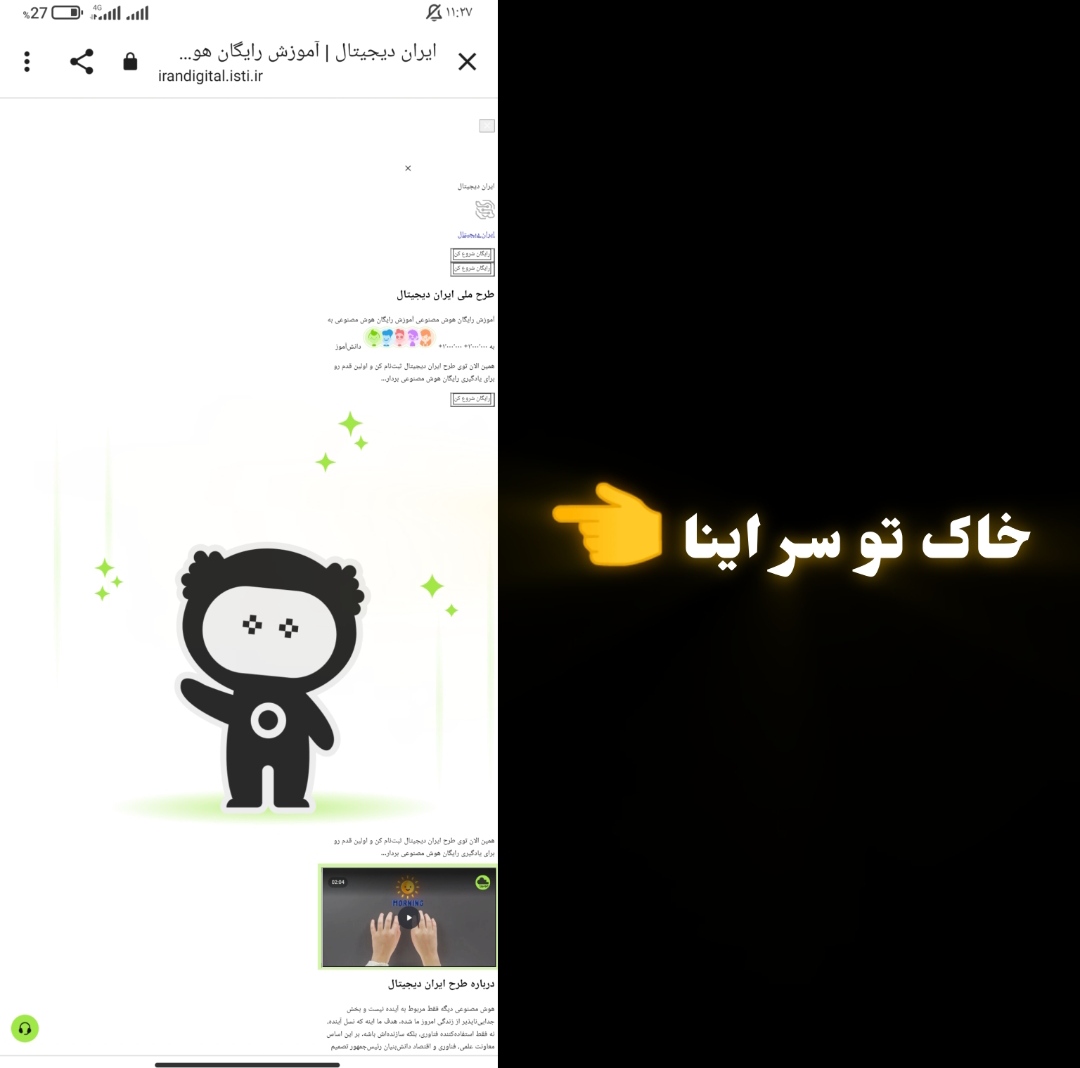 %27
4G
4G+
۱۱:۲۷
ایران دیجیتال | آموزش رایگان هو...
irandigital.isti.ir
ایران دیجیتال
ایران دیجیتال
رایگان شروع کن
رایگان شروع کن
طرح ملی ایران دیجیتال
آموزش رایگان هوش مصنوعی آموزش رایگان هوش مصنوعی به
دانش‌آموز
همین الان توی طرح ایران دیجیتال ثبت‌نام کن و اولین قدم رو
برای یادگیری رایگان هوش مصنوعی بردار...
رایگان شروع کن
همین الان توی طرح ایران دیجیتال ثبت‌نام کن و اولین قدم رو
برای یادگیری رایگان هوش مصنوعی بردار...
02:04
MORNING
درباره طرح ایران دیجیتال
هوش مصنوعی دیگه فقط مربوط به آینده نیست و بخش
جدایی‌ناپذیر از زندگی امروز ما شده. هدف ما اینه که نسل آینده،
نه فقط استفاده‌کننده فناوری، بلکه سازنده‌اش باشه. بر این اساس
معاونت علمی، فناوری و اقتصاد دانش‌بنیان رئیس‌جمهور تصمیم
خاک تو سر اینا